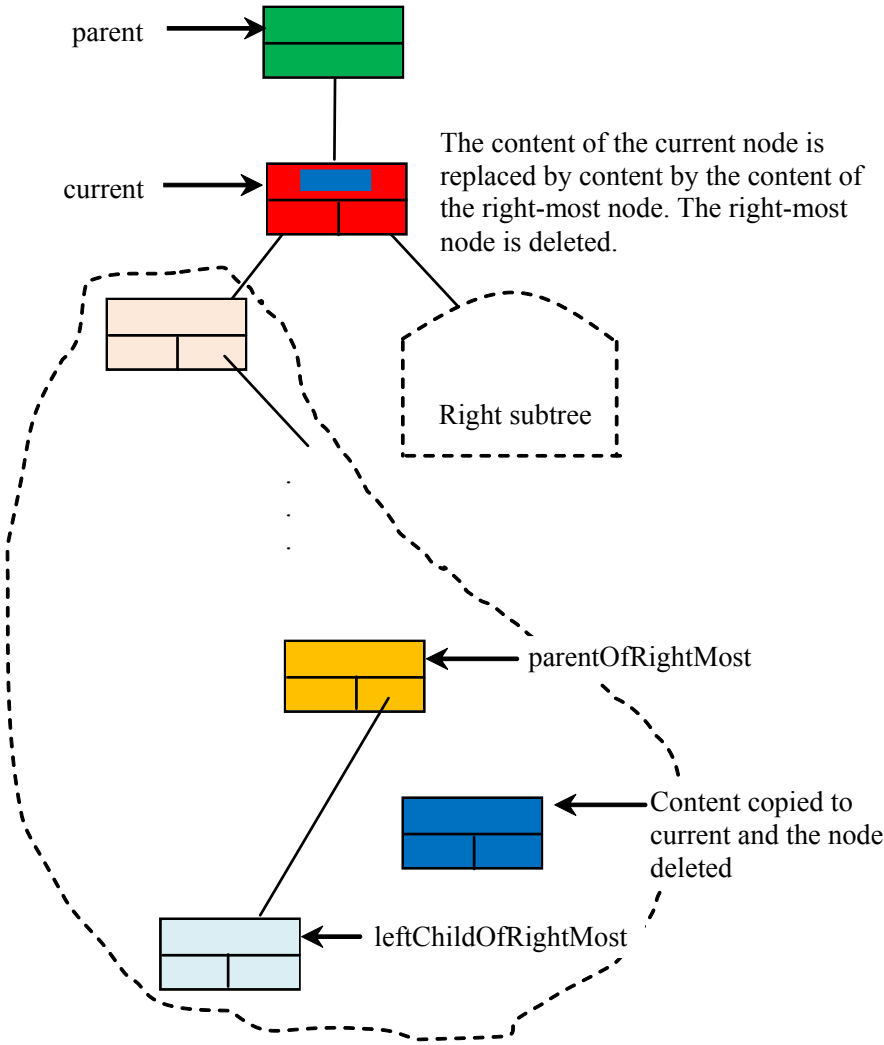 parent
The content of the current node is
replaced by content by the content of
the right-most node. The right-most
node is deleted.
current
Right subtree
.
.
.
parentOfRightMost
Content copied to
current and the node
deleted
leftChildOfRightMost